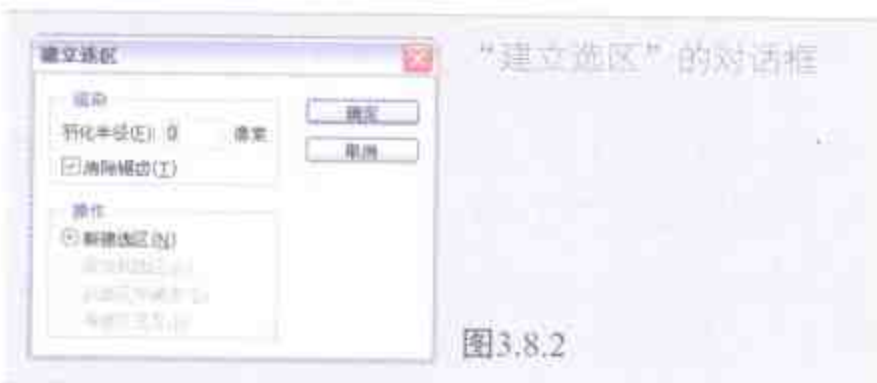 建立选区
“建立选区”的对话框
渲染
羽化半径(E): 0 像素
消除锯齿(T)
确定
取消
操作
新建选区(N)
图3.8.2